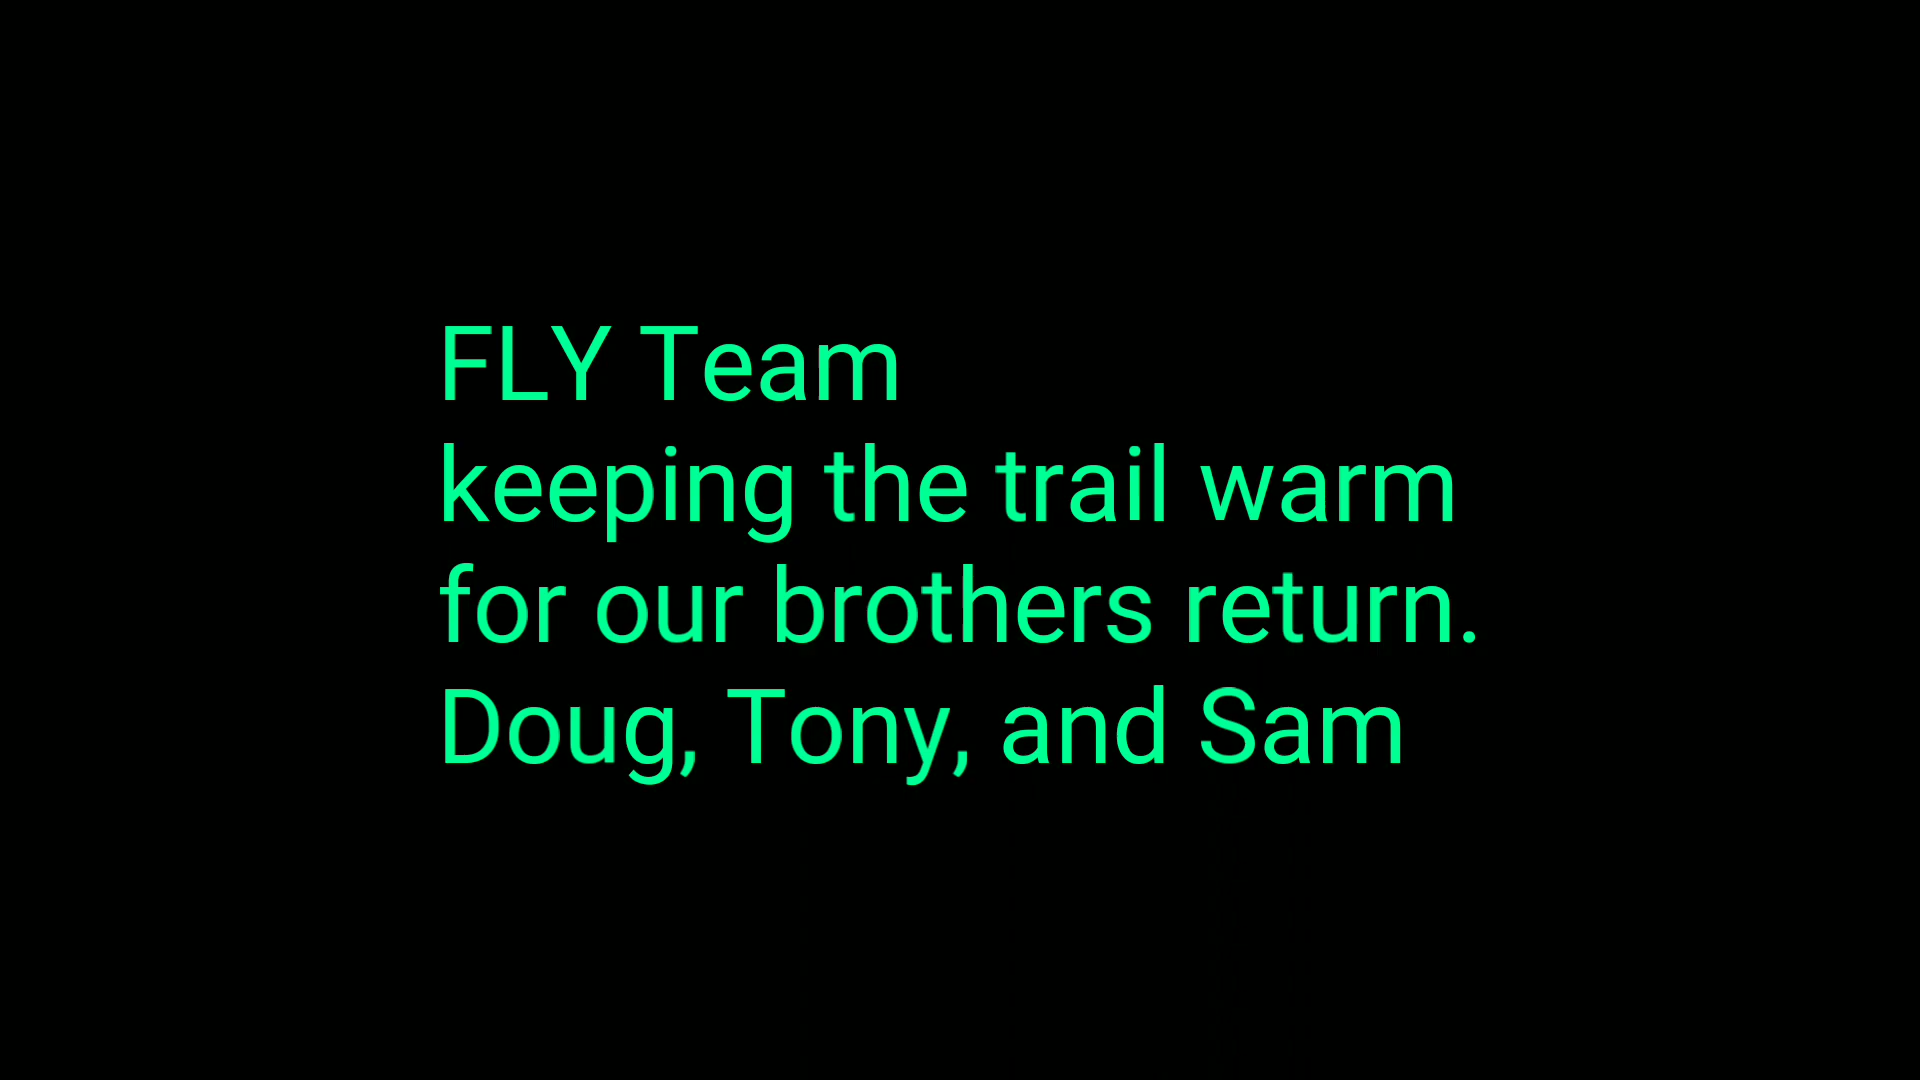 FLY Team
keeping the trail warm
for our brothers return.
Doug, Tony, and Sam